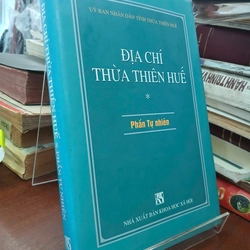 ỦY BAN NHÂN DÂN TỈNH THỪA THIÊN HUẾ
ĐỊA CHÍ
THỪA THIÊN HUẾ
*
Phần Tự nhiên
NHÀ XUẤT BẢN KHOA HỌC XÃ HỘI